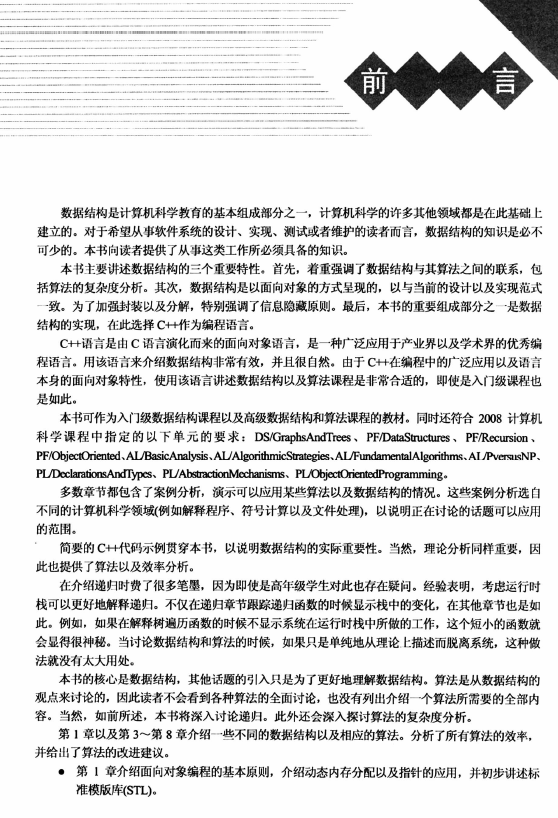 前 言
数据结构是计算机科学教育的基本组成部分之一，计算机科学的许多其他领域都是在此基础上
建立的。对于希望从事软件系统的设计、实现、测试或者维护的读者而言，数据结构的知识是必不
可少的。本书向读者提供了从事这类工作所必须具备的知识。
本书主要讲述数据结构的三个重要特性。首先，着重强调了数据结构与其算法之间的联系，包
括算法的复杂度分析。其次，数据结构是以面向对象的方式呈现的，以与当前的设计以及实现范式
一致。为了加强封装以及分解，特别强调了信息隐藏原则。最后，本书的重要组成部分之一是数据
结构的实现，在此选择 C++作为编程语言。
C++语言是由 C 语言演化而来的面向对象语言，是一种广泛应用于产业界以及学术界的优秀编
程语言。用该语言来介绍数据结构非常有效，并且很自然。由于 C++在编程中的广泛应用以及语言
本身的面向对象特性，使用该语言讲述数据结构以及算法课程是非常合适的，即使是入门级课程也
是如此。
本书可作为入门级数据结构课程以及高级数据结构和算法课程的教材。同时还符合 2008 计算机
科学课程中指定的以下单元的要求：DS/GraphsAndTrees、PF/DataStructures、PF/Recursion、
PF/ObjectOriented、AL/BasicAnalysis、AL/AlgorithmicStrategies、AL/FundamentalAlgorithms、AL/PversusNP、
PL/DeclarationsAndTypes、PL/AbstractionMechanisms、PL/ObjectOrientedProgramming。
多数章节都包含了案例分析，演示可以应用某些算法以及数据结构的情况。这些案例分析选自
不同的计算机科学领域(例如解释程序、符号计算以及文件处理)，以说明正在讨论的话题可以应用
的范围。
简要的 C++代码示例贯穿本书，以说明数据结构的实际重要性。当然，理论分析同样重要，因
此也提供了算法以及效率分析。
在介绍递归时费了很多笔墨，因为即使是高年级学生对此也存在疑问。经验表明，考虑运行时
栈可以更好地解释递归。不仅在递归章节跟踪递归函数的时候显示栈中的变化，在其他章节也是如
此。例如，如果在解释树遍历函数的时候不显示系统在运行时栈中所做的工作，这个短小的函数就
会显得很神秘。当讨论数据结构和算法的时候，如果只是单纯地从理论上描述而脱离系统，这种做
法就没有太大用处。
本书的核心是数据结构，其他话题的引入只是为了更好地理解数据结构。算法是从数据结构的
观点来讨论的，因此读者不会看到各种算法的全面讨论，也没有列出介绍一个算法所需要的全部内
容。当然，如前所述，本书将深入讨论递归。此外还会深入探讨算法的复杂度分析。
第 1 章以及第 3～第 8 章介绍一些不同的数据结构以及相应的算法。分析了所有算法的效率，
并给出了算法的改进建议。
● 第 1 章介绍面向对象编程的基本原则，介绍动态内存分配以及指针的应用，并初步讲述标
准模版库(STL)。